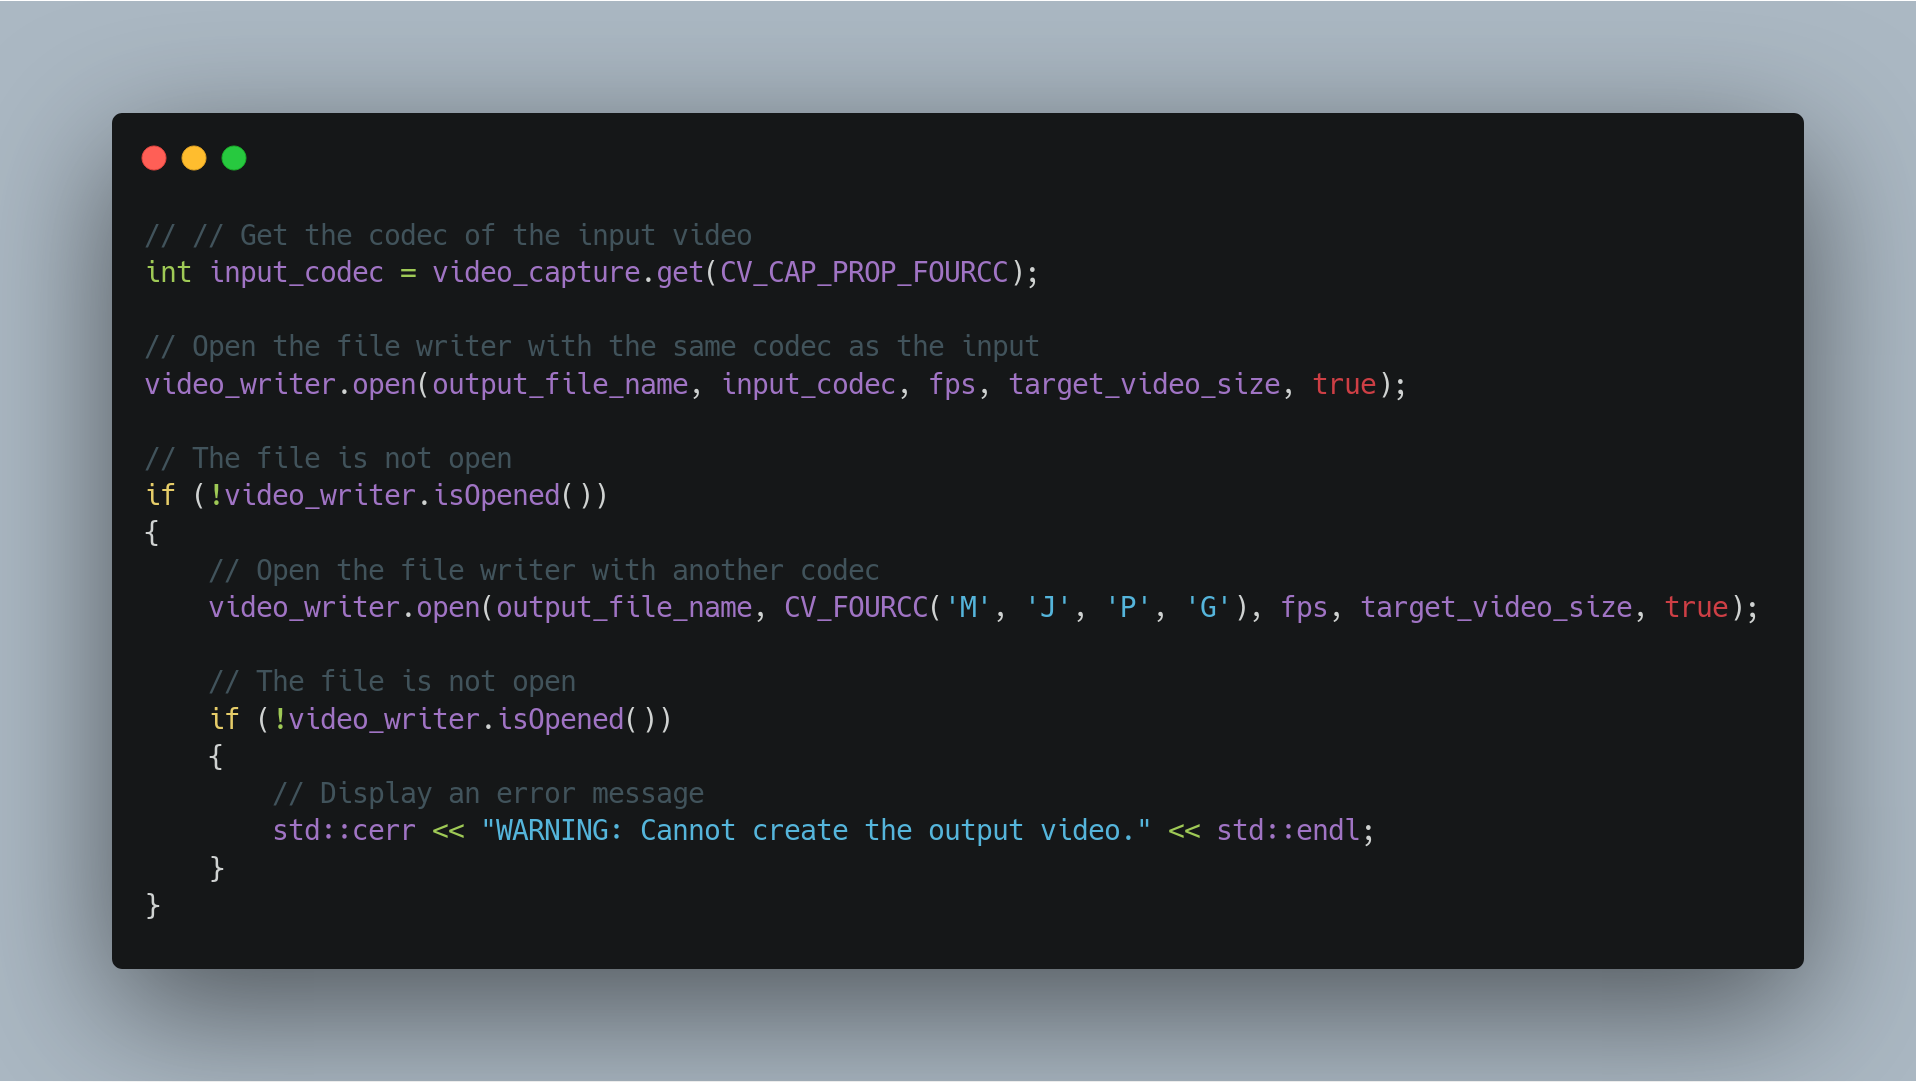 // // Get the codec of the input video
int input_codec = video_capture.get(CV_CAP_PROP_FOURCC);
// Open the file writer with the same codec as the input
video_writer.open(output_file_name, input_codec, fps, target_video_size, true);
// The file is not open
if (!video_writer.isOpened())
{
    // Open the file writer with another codec
    video_writer.open(output_file_name, CV_FOURCC('M', 'J', 'P', 'G'), fps, target_video_size, true);
    // The file is not open
    if (!video_writer.isOpened())
    {
        // Display an error message
        std::cerr << "WARNING: Cannot create the output video." << std::endl;
    }
}